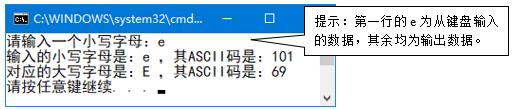 C:\WINDOWS\system32\cmd...
请输入一个小写字母：e
输入的小写字母是：e ，其ASCII码是：101
对应的大写字母是：E ，其ASCII码是：69
请按任意键继续. . .
提示：第一行的 e 为从键盘输入
的数据，其余均为输出数据。